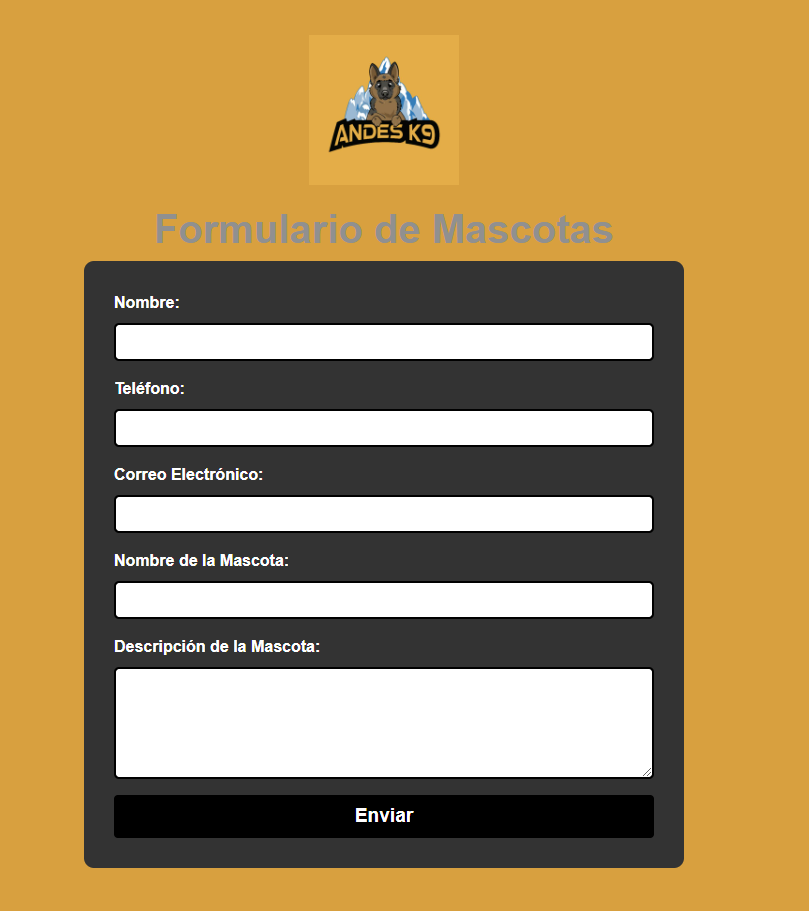 ANDES K9
Formulario de Mascotas
Nombre:
Teléfono:
Correo Electrónico:
Nombre de la Mascota:
Descripción de la Mascota:
Enviar